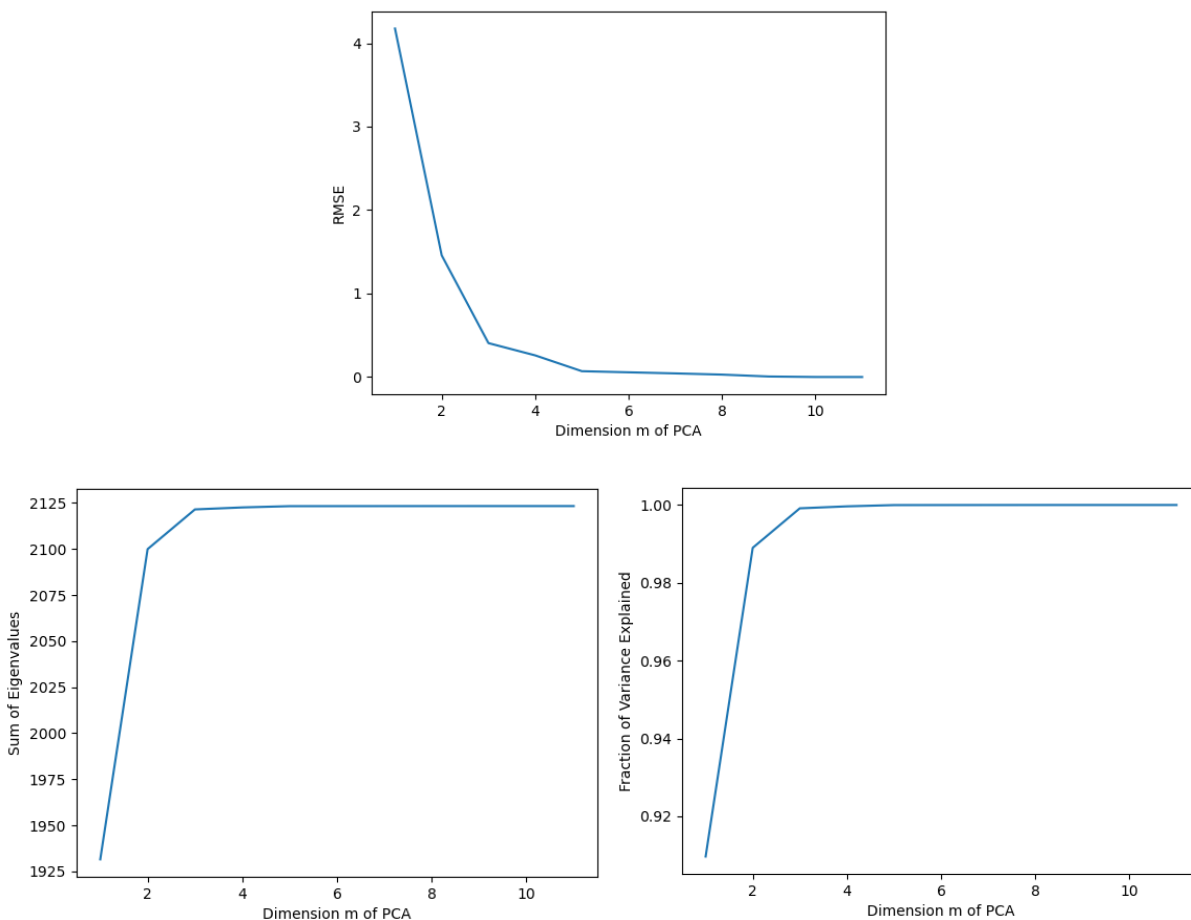 4
3
2
1
0
RMSE
2 4 6 8 10
Dimension m of PCA
2125
2100
2075
2050
2025
2000
1975
1950
1925
Sum of Eigenvalues
2 4 6 8 10
Dimension m of PCA
1.00
0.98
0.96
0.94
0.92
Fraction of Variance Explained
2 4 6 8 10
Dimension m of PCA